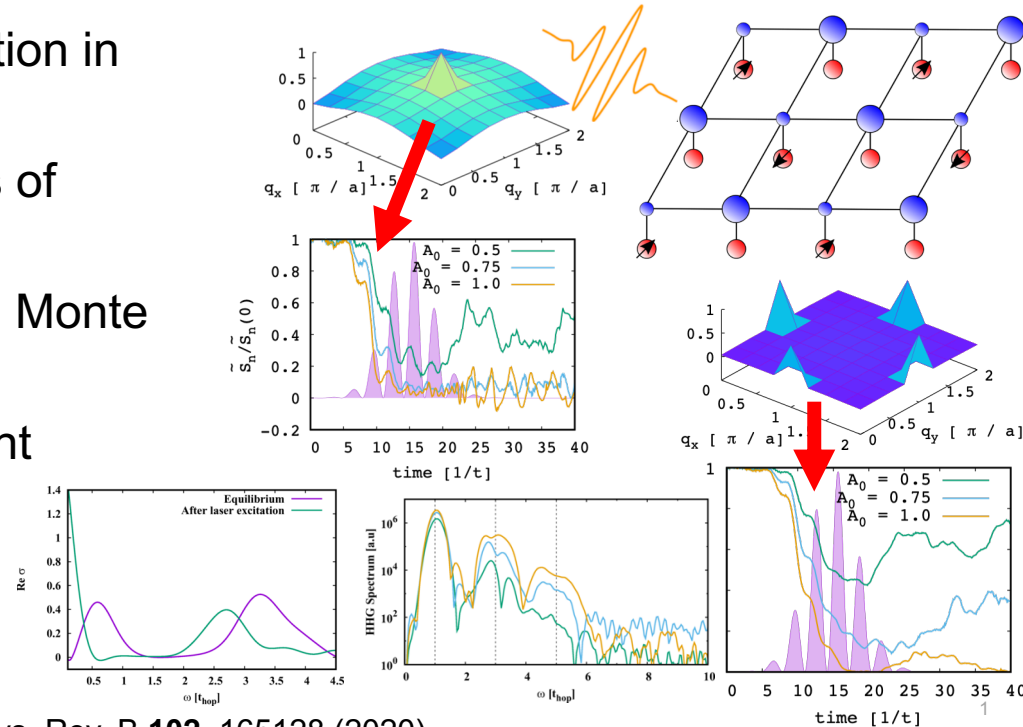 tion in
s of
Monte
nt
1
0.5
0
0
0.5
1
1.5
2
q_x [ π / a]
0
0.5
1
1.5
2
q_y [ π / a]
A_0 = 0.5
A_0 = 0.75
A_0 = 1.0
1
0.8
0.6
0.4
0.2
0
-0.2
S̃_n/S̃_n(0)
0 5 10 15 20 25 30 35 40
time [1/t]
1
0.5
0
0
0.5
1
2
q_x [ π / a]
0
0.5
1
1.5
2
q_y [ π / a]
Equilibrium
After laser excitation
1.4
1.2
1
0.8
0.6
0.4
0.2
0
Re σ
0.5 1 1.5 2 2.5 3 3.5 4 4.5
ω [t_hop]
HHG Spectrum [a.u]
10^6
10^4
10^2
10^0
0 2 4 6 8 10
ω [t_hop]
1
A_0 = 0.5
A_0 = 0.75
A_0 = 1.0
0 5 10 15 20 25 30 35 40
time [1/t]
1
ys. Rev. B 102, 165128 (2020)